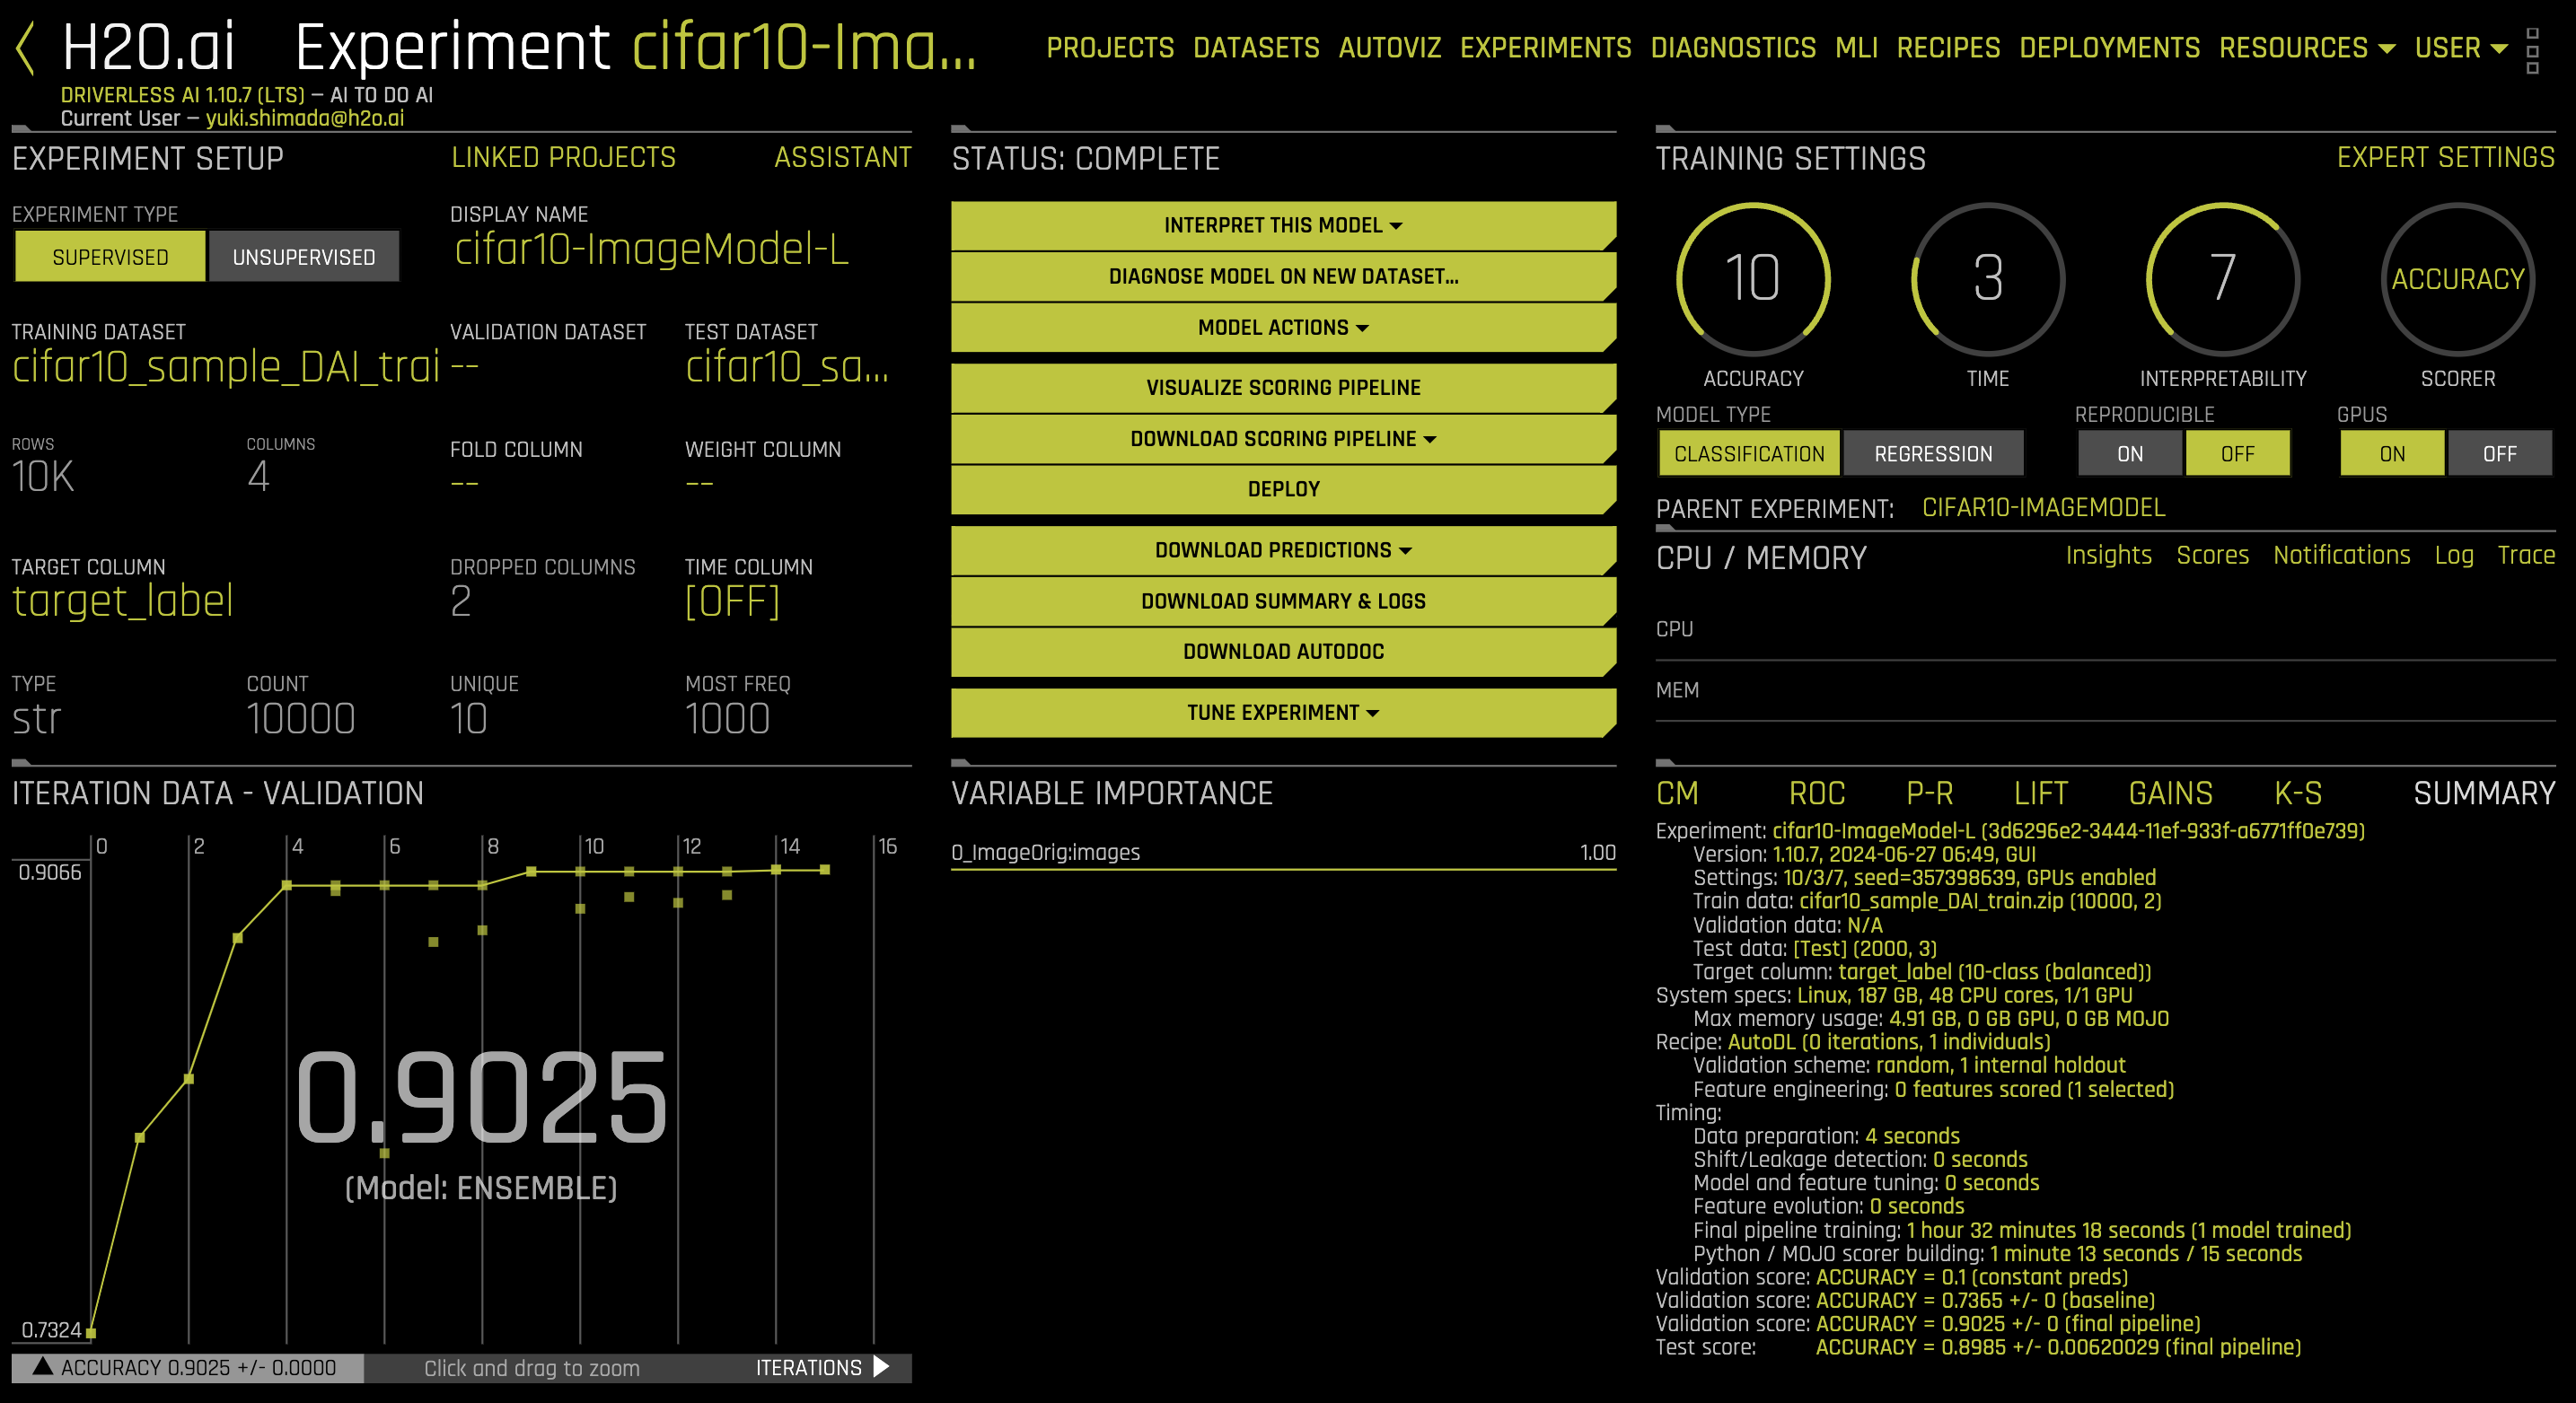 H2O.ai Experiment cifar10-Ima...
PROJECTS DATASETS AUTOVIZ EXPERIMENTS DIAGNOSTICS MLI RECIPES DEPLOYMENTS RESOURCES USER
DRIVERLESS AI 1.10.7 (LTS) — AI TO DO AI
Current User — yuki.shimada@h2o.ai
EXPERIMENT SETUP LINKED PROJECTS ASSISTANT
EXPERIMENT TYPE DISPLAY NAME
SUPERVISED UNSUPERVISED cifar10-ImageModel-L
TRAINING DATASET VALIDATION DATASET TEST DATASET
cifar10_sample_DAI_trai -- cifar10_sa...
ROWS COLUMNS FOLD COLUMN WEIGHT COLUMN
10K 4 -- --
TARGET COLUMN DROPPED COLUMNS TIME COLUMN
target_label 2 [OFF]
TYPE COUNT UNIQUE MOST FREQ
str 10000 10 1000
STATUS: COMPLETE
INTERPRET THIS MODEL
DIAGNOSE MODEL ON NEW DATASET...
MODEL ACTIONS
VISUALIZE SCORING PIPELINE
DOWNLOAD SCORING PIPELINE
DEPLOY
DOWNLOAD PREDICTIONS
DOWNLOAD SUMMARY & LOGS
DOWNLOAD AUTODOC
TUNE EXPERIMENT
TRAINING SETTINGS EXPERT SETTINGS
10 3 7 ACCURACY
ACCURACY TIME INTERPRETABILITY SCORER
MODEL TYPE REPRODUCIBLE GPUS
CLASSIFICATION REGRESSION ON OFF ON OFF
PARENT EXPERIMENT: CIFAR10-IMAGEMODEL
CPU / MEMORY Insights Scores Notifications Log Trace
CPU
MEM
ITERATION DATA - VALIDATION
0 2 4 6 8 10 12 14 16
0.9066
0.9025
(Model: ENSEMBLE)
0.7324
ACCURACY 0.9025 +/- 0.0000 Click and drag to zoom ITERATIONS
VARIABLE IMPORTANCE
0_ImageOrig:images 1.00
CM ROC P-R LIFT GAINS K-S SUMMARY
Experiment: cifar10-ImageModel-L (3d6296e2-3444-11ef-933f-a6771ff0e739)
Version: 1.10.7, 2024-06-27 06:49, GUI
Settings: 10/3/7, seed=357398639, GPUs enabled
Train data: cifar10_sample_DAI_train.zip (10000, 2)
Validation data: N/A
Test data: [Test] (2000, 3)
Target column: target_label (10-class (balanced))
System specs: Linux, 187 GB, 48 CPU cores, 1/1 GPU
Max memory usage: 4.91 GB, 0 GB GPU, 0 GB MOJO
Recipe: AutoDL (0 iterations, 1 individuals)
Validation scheme: random, 1 internal holdout
Feature engineering: 0 features scored (1 selected)
Timing:
Data preparation: 4 seconds
Shift/Leakage detection: 0 seconds
Model and feature tuning: 0 seconds
Feature evolution: 0 seconds
Final pipeline training: 1 hour 32 minutes 18 seconds (1 model trained)
Python / MOJO scorer building: 1 minute 13 seconds / 15 seconds
Validation score: ACCURACY = 0.1 (constant preds)
Validation score: ACCURACY = 0.7365 +/- 0 (baseline)
Validation score: ACCURACY = 0.9025 +/- 0 (final pipeline)
Test score: ACCURACY = 0.8985 +/- 0.00620029 (final pipeline)